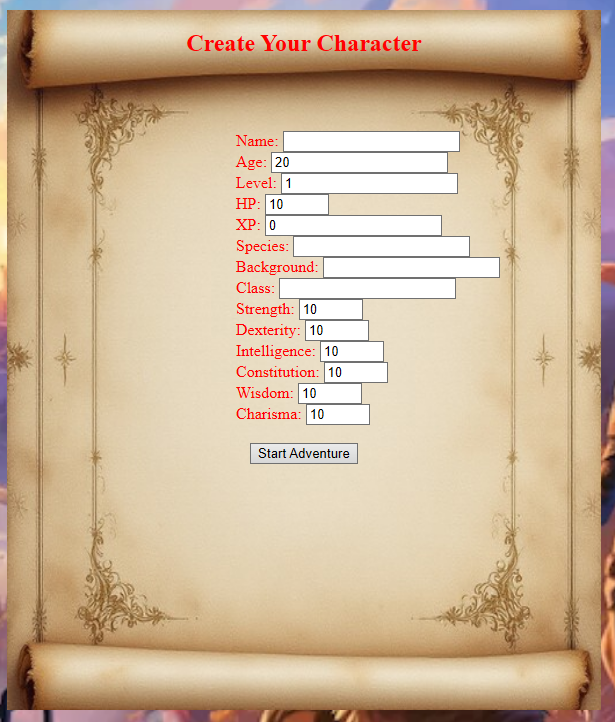 Create Your Character
Name:
Age: 20
Level: 1
HP: 10
XP: 0
Species:
Background:
Class:
Strength: 10
Dexterity: 10
Intelligence: 10
Constitution: 10
Wisdom: 10
Charisma: 10
Start Adventure